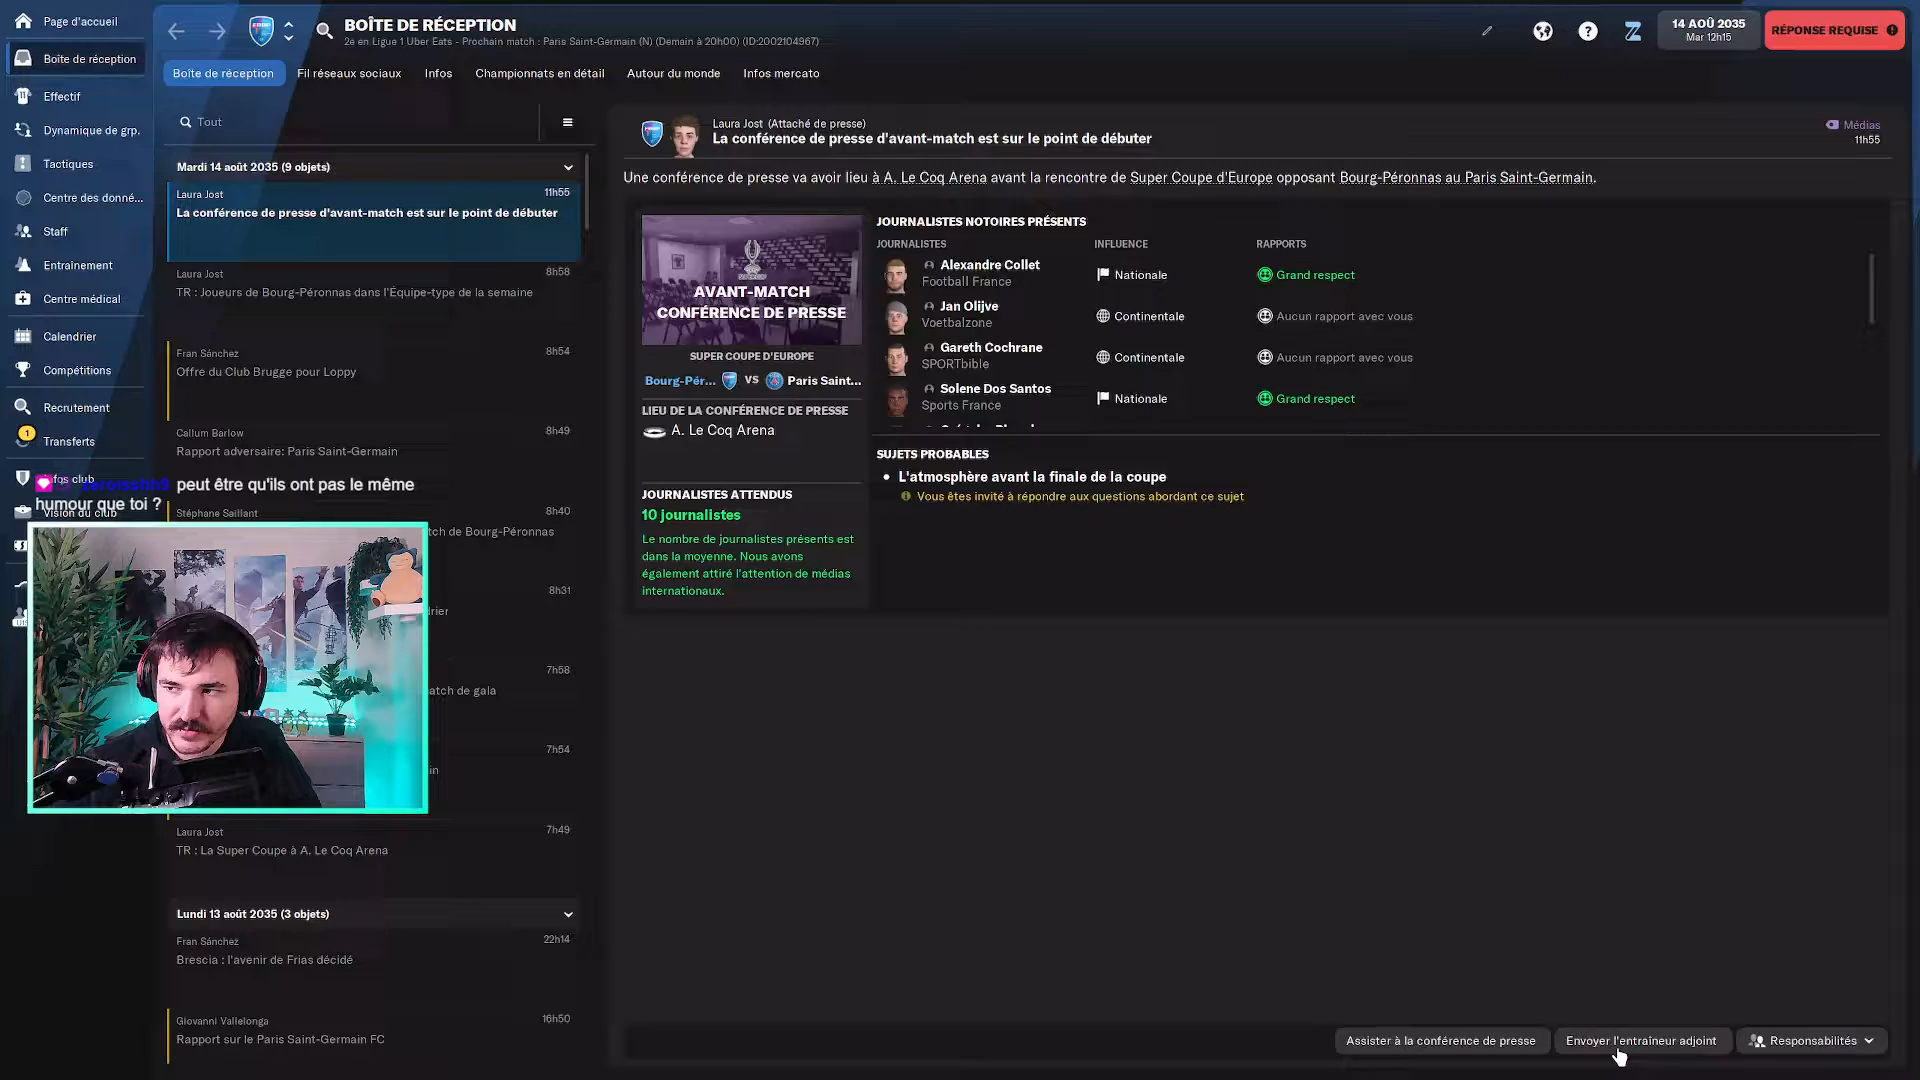 Page d'accueil
Boîte de réception
Effectif
Dynamique de grp.
Tactiques
Centre des donné...
Staff
Entraînement
Centre médical
Calendrier
Compétitions
Recrutement
1
Transferts
Infos club
Vision du club
BOÎTE DE RÉCEPTION
2e en Ligue 1 Uber Eats - Prochain match : Paris Saint-Germain (N) (Demain à 20h00) (ID:2002104967)
14 AOÛ 2035
Mar 12h15
RÉPONSE REQUISE
Boîte de réception
Fil réseaux sociaux
Infos
Championnats en détail
Autour du monde
Infos mercato
Tout
Mardi 14 août 2035 (9 objets)
Laura Jost 11h55
La conférence de presse d'avant-match est sur le point de débuter
Laura Jost 8h58
TR : Joueurs de Bourg-Péronnas dans l'Équipe-type de la semaine
Fran Sánchez 8h54
Offre du Club Brugge pour Loppy
Callum Barlow 8h49
Rapport adversaire: Paris Saint-Germain
zeroisshh9 peut être qu'ils ont pas le même
humour que toi ?
Stéphane Saillant 8h40
tch de Bourg-Péronnas
8h31
drier
7h58
atch de gala
7h54
in
Laura Jost 7h49
TR : La Super Coupe à A. Le Coq Arena
Lundi 13 août 2035 (3 objets)
Fran Sánchez 22h14
Brescia : l'avenir de Frias décidé
Giovanni Vallelonga 16h50
Rapport sur le Paris Saint-Germain FC
Laura Jost (Attaché de presse)
La conférence de presse d'avant-match est sur le point de débuter
Médias
11h55
Une conférence de presse va avoir lieu à A. Le Coq Arena avant la rencontre de Super Coupe d'Europe opposant Bourg-Péronnas au Paris Saint-Germain.
AVANT-MATCH
CONFÉRENCE DE PRESSE
SUPER COUPE D'EUROPE
Bourg-Pér... VS Paris Saint...
LIEU DE LA CONFÉRENCE DE PRESSE
A. Le Coq Arena
JOURNALISTES ATTENDUS
10 journalistes
Le nombre de journalistes présents est
dans la moyenne. Nous avons
également attiré l'attention de médias
internationaux.
JOURNALISTES NOTOIRES PRÉSENTS
JOURNALISTES INFLUENCE RAPPORTS
Alexandre Collet
Football France
Nationale
Grand respect
Jan Olijve
Voetbalzone
Continentale
Aucun rapport avec vous
Gareth Cochrane
SPORTbible
Continentale
Aucun rapport avec vous
Solene Dos Santos
Sports France
Nationale
Grand respect
SUJETS PROBABLES
L'atmosphère avant la finale de la coupe
Vous êtes invité à répondre aux questions abordant ce sujet
Assister à la conférence de presse
Envoyer l'entraîneur adjoint
Responsabilités